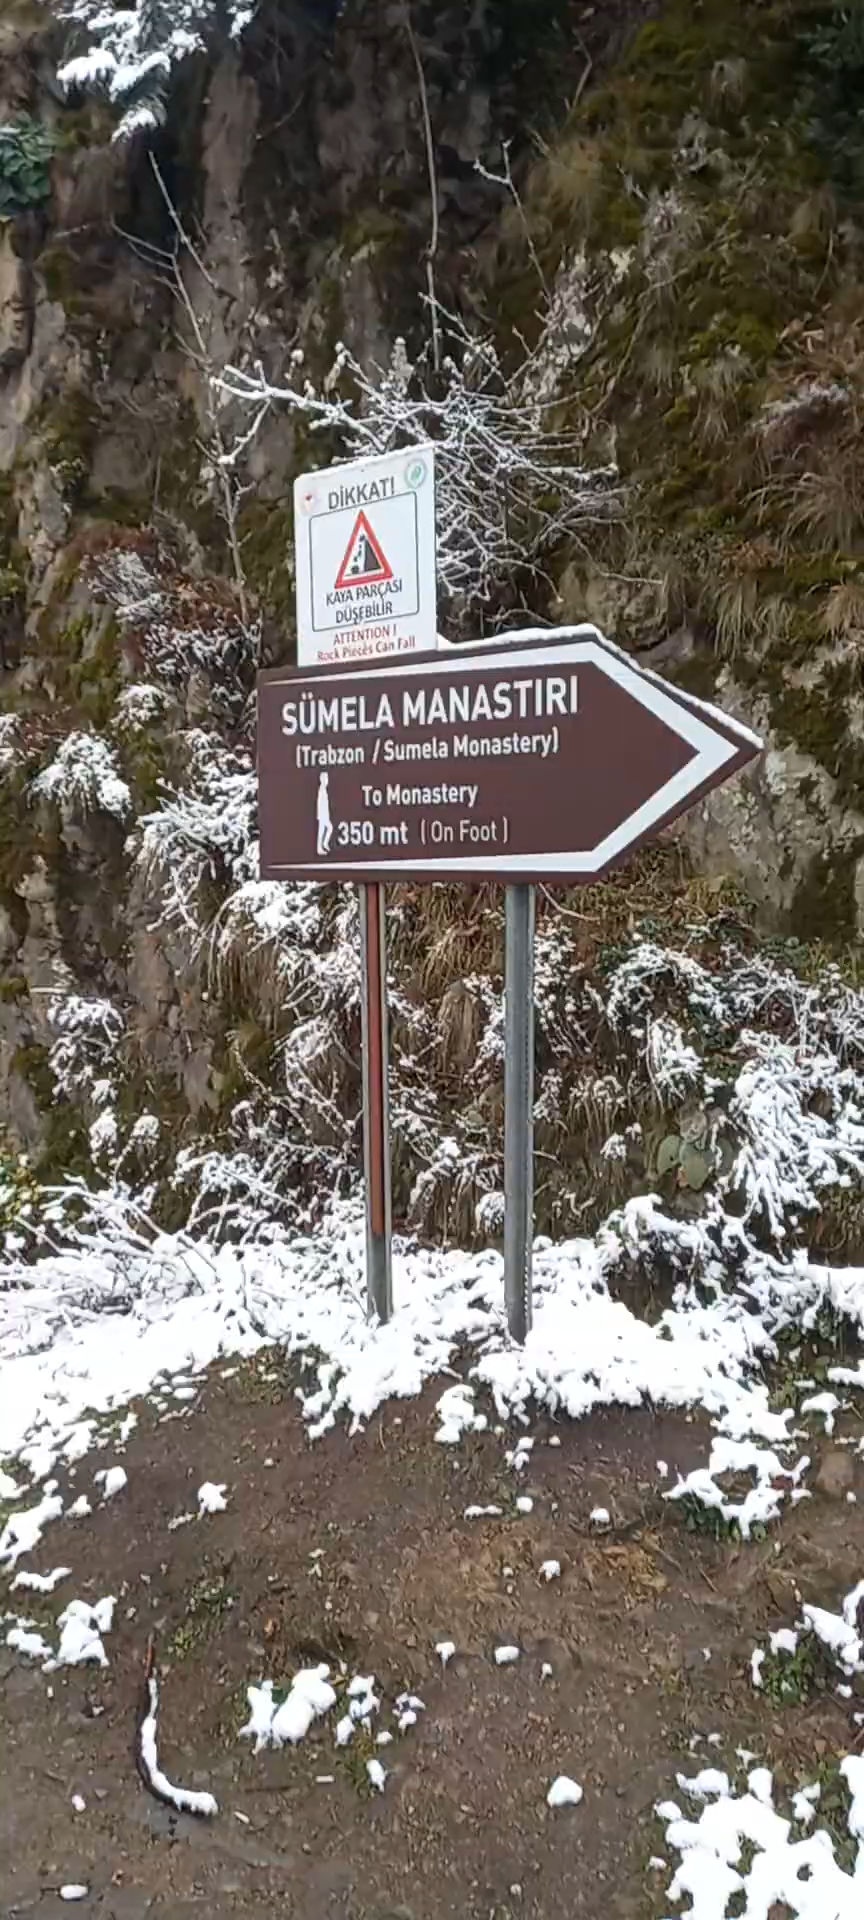 DİKKAT!
KAYA PARÇASI
DÜŞEBİLİR
ATTENTION !
Rock Pieces Can Fall
SÜMELA MANASTIRI
(Trabzon / Sumela Monastery)
To Monastery
350 mt ( On Foot )